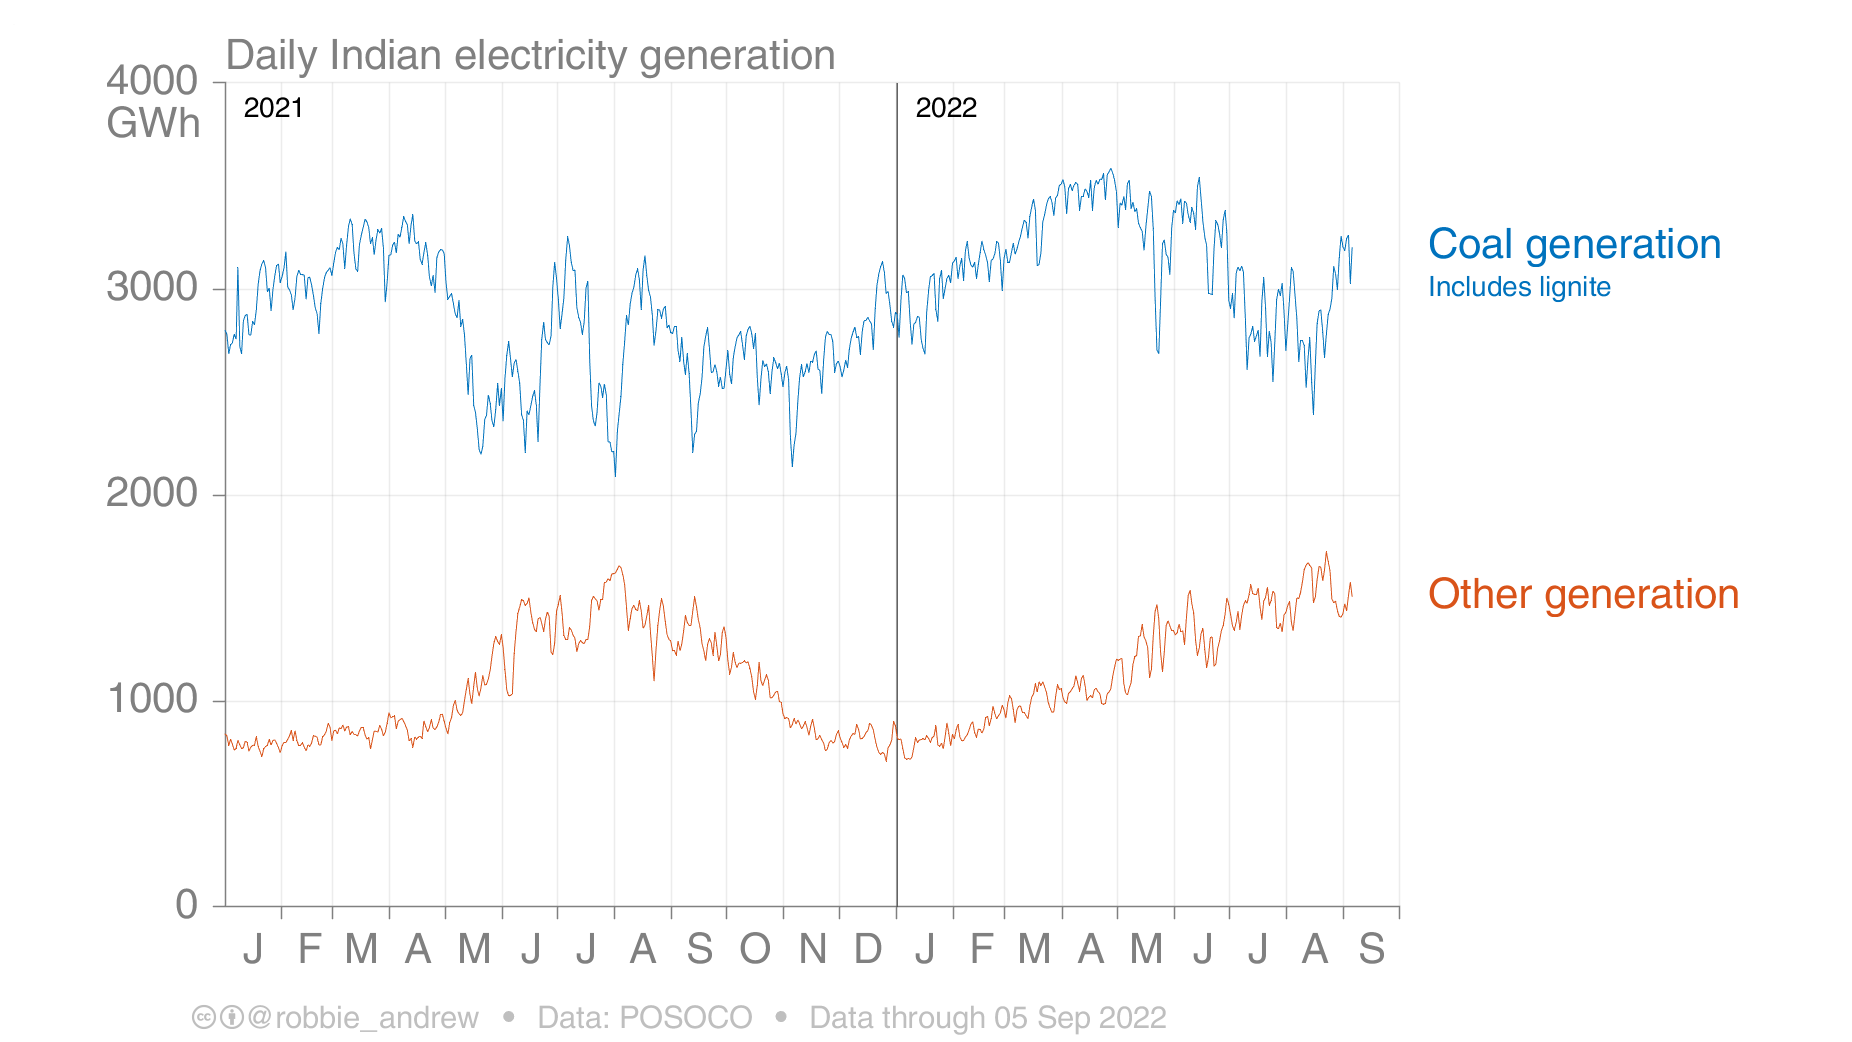 Daily Indian electricity generation
4000
GWh
2021
2022
3000
2000
1000
0
Coal generation
Includes lignite
Other generation
J F M A M J J A S O N D J F M A M J J A S
@robbie_andrew • Data: POSOCO • Data through 05 Sep 2022